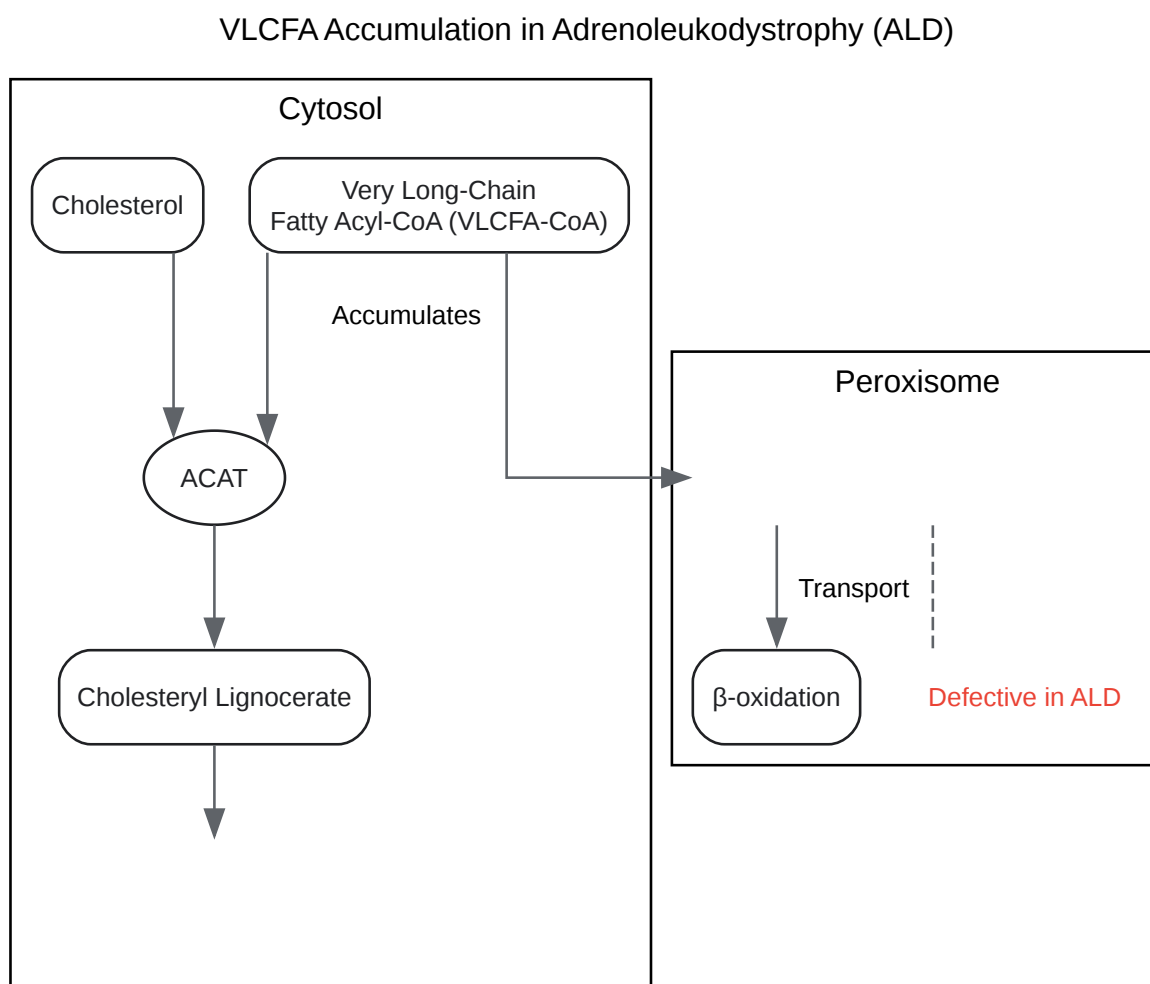 VLCFA Accumulation in Adrenoleukodystrophy (ALD)
Cytosol
Cholesterol
Very Long-Chain
Fatty Acyl-CoA (VLCFA-CoA)
Accumulates
ACAT
Cholesteryl Lignocerate
Peroxisome
Transport
β-oxidation
Defective in ALD